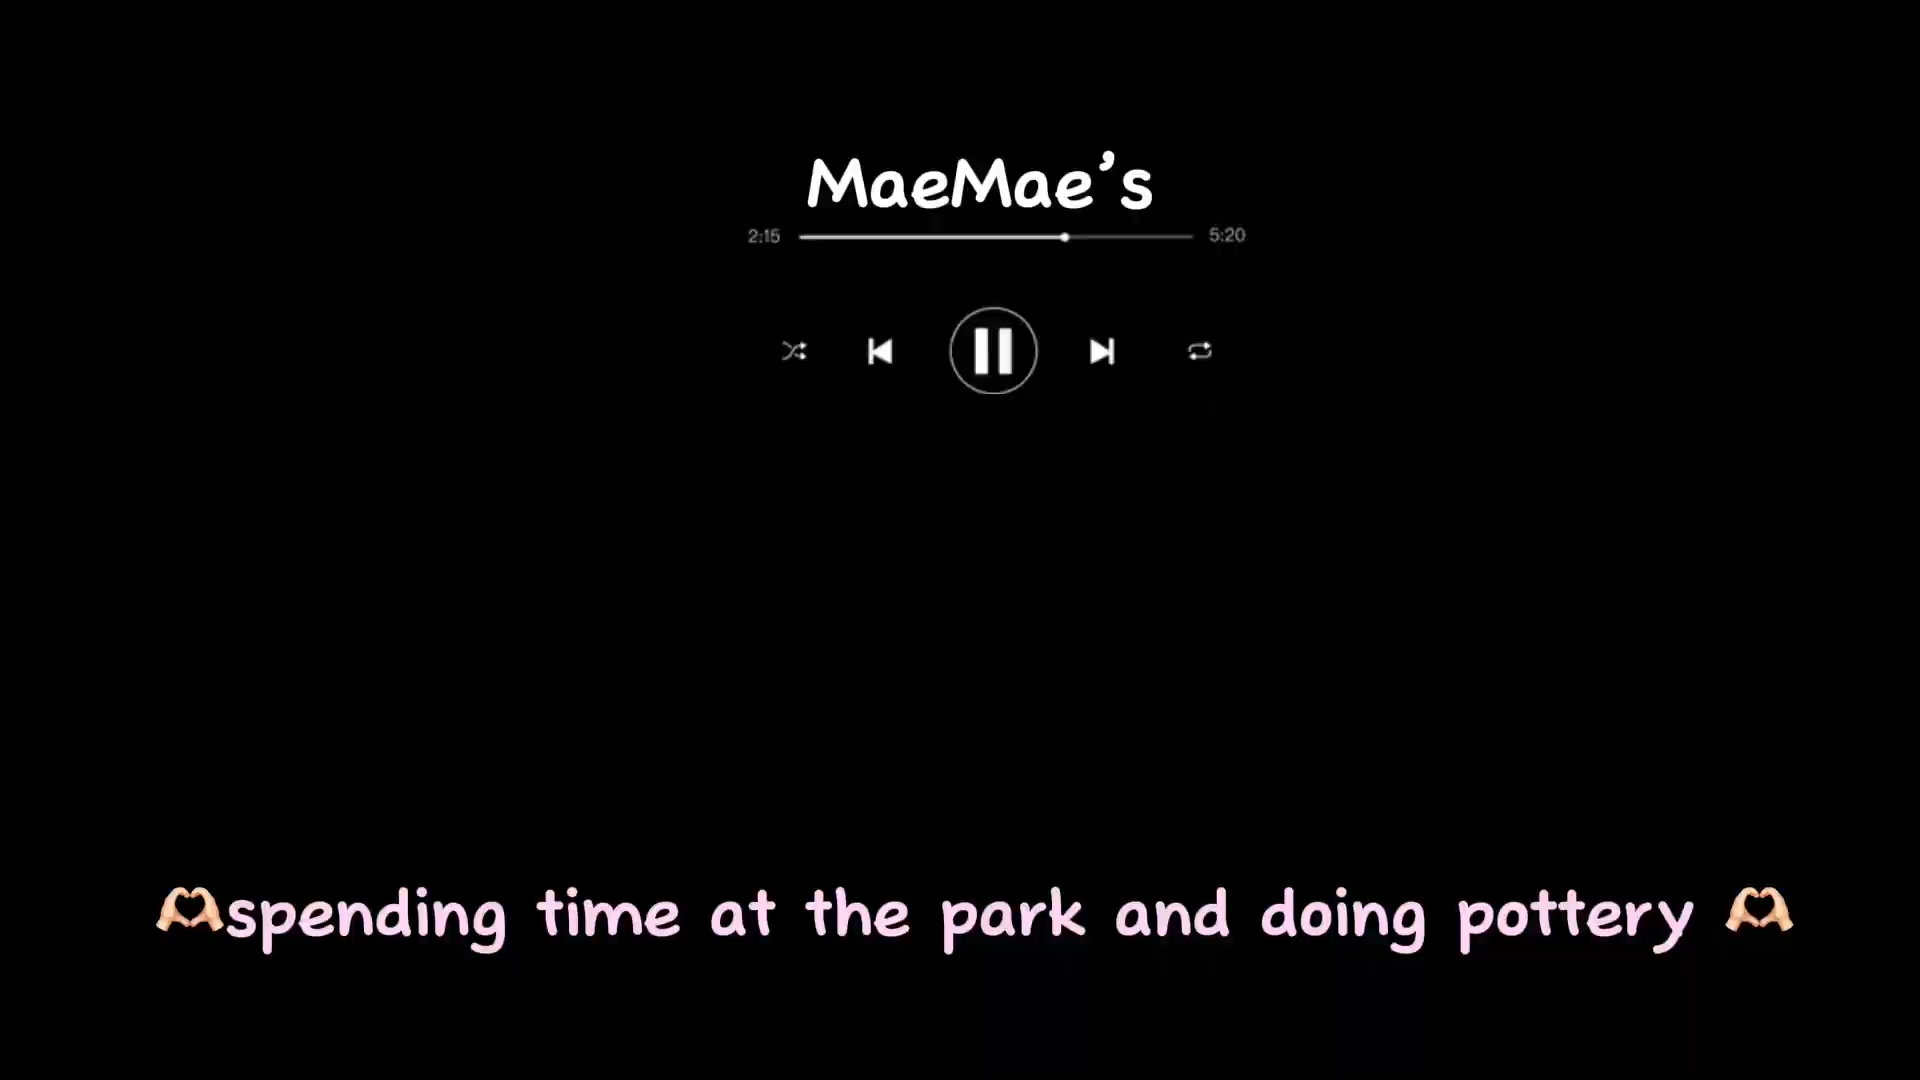 MaeMae’s
2:15 5:20
🫶🏻spending time at the park and doing pottery 🫶🏻